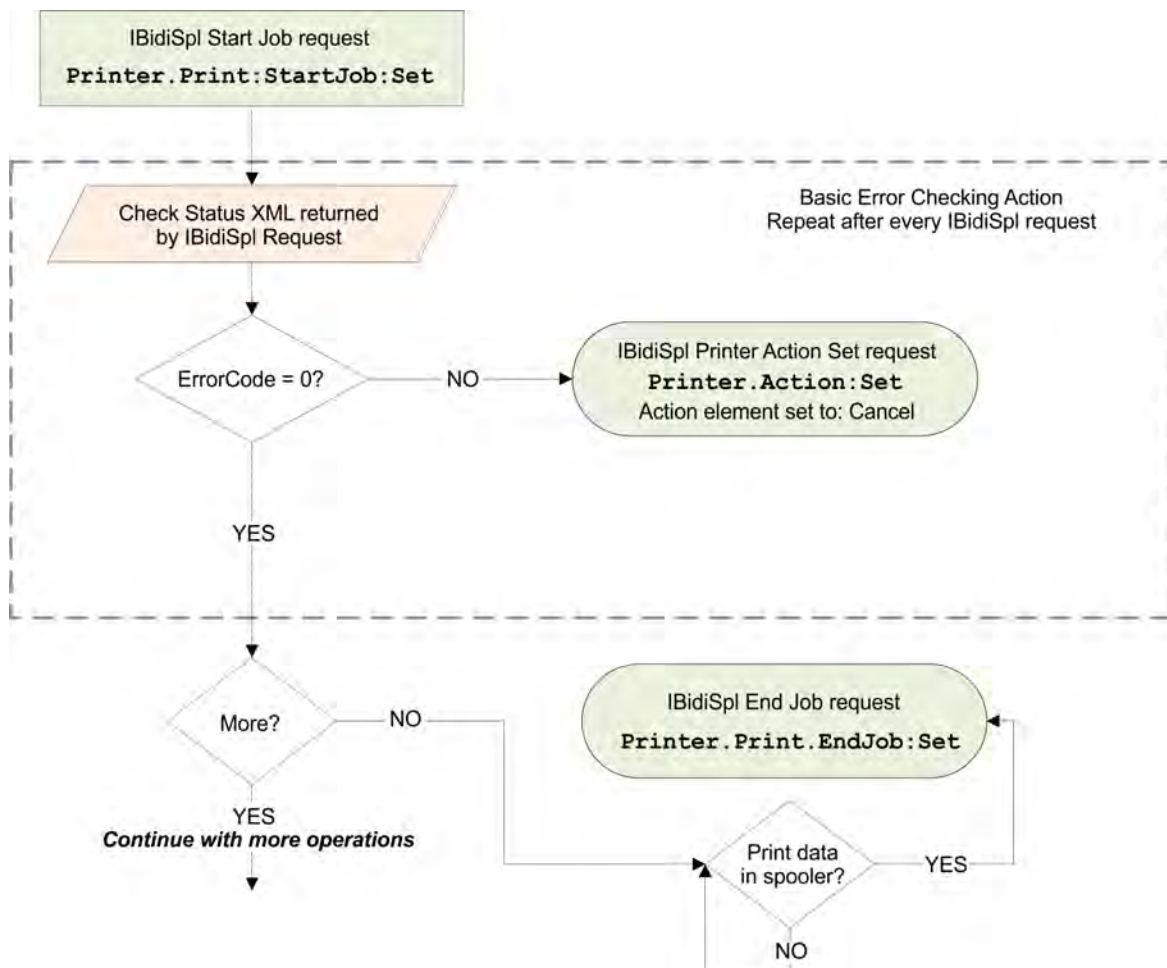 IBidiSpl Start Job request
Printer.Print:StartJob:Set
Check Status XML returned
by IBidiSpl Request
Basic Error Checking Action
Repeat after every IBidiSpl request
ErrorCode = 0?
NO
IBidiSpl Printer Action Set request
Printer.Action:Set
Action element set to: Cancel
YES
More?
NO
IBidiSpl End Job request
Printer.Print.EndJob:Set
YES
Continue with more operations
Print data
in spooler?
YES
NO